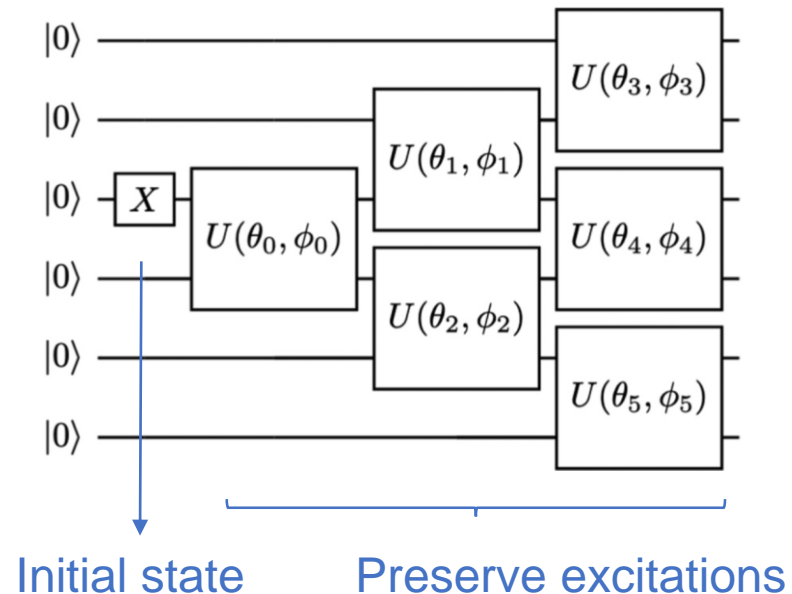 |0⟩
U(θ₃, ϕ₃)
|0⟩
U(θ₁, ϕ₁)
|0⟩ X
U(θ₀, ϕ₀) U(θ₄, ϕ₄)
|0⟩
U(θ₂, ϕ₂)
|0⟩
U(θ₅, ϕ₅)
|0⟩
Initial state Preserve excitations